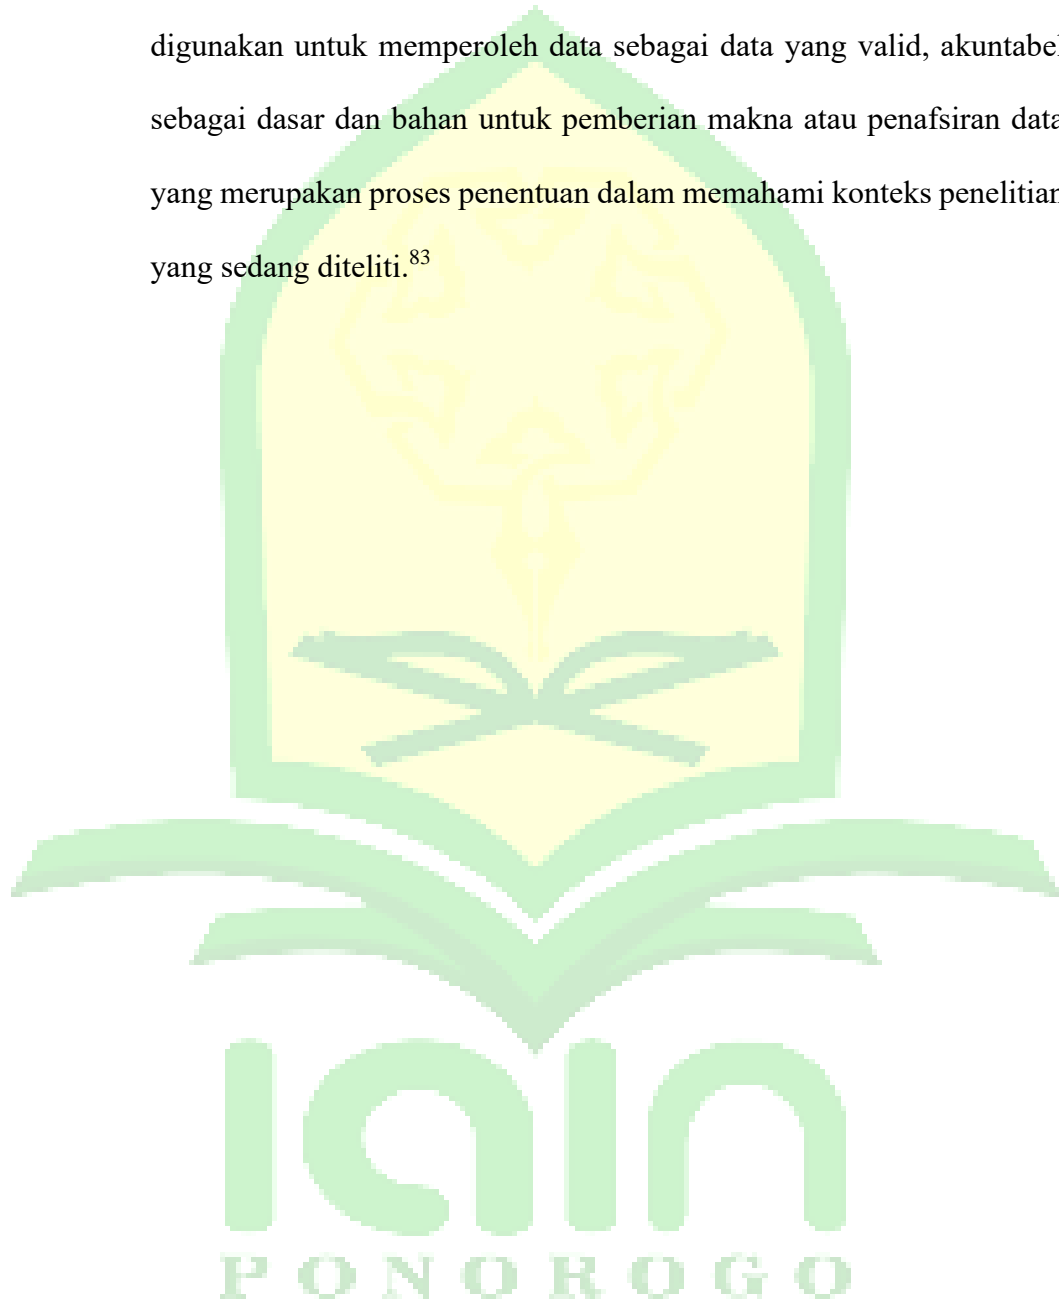 digunakan untuk memperoleh data sebagai data yang valid, akuntabel
sebagai dasar dan bahan untuk pemberian makna atau penafsiran data
yang merupakan proses penentuan dalam memahami konteks penelitian
yang sedang diteliti.⁸³
iain
PONOROGO